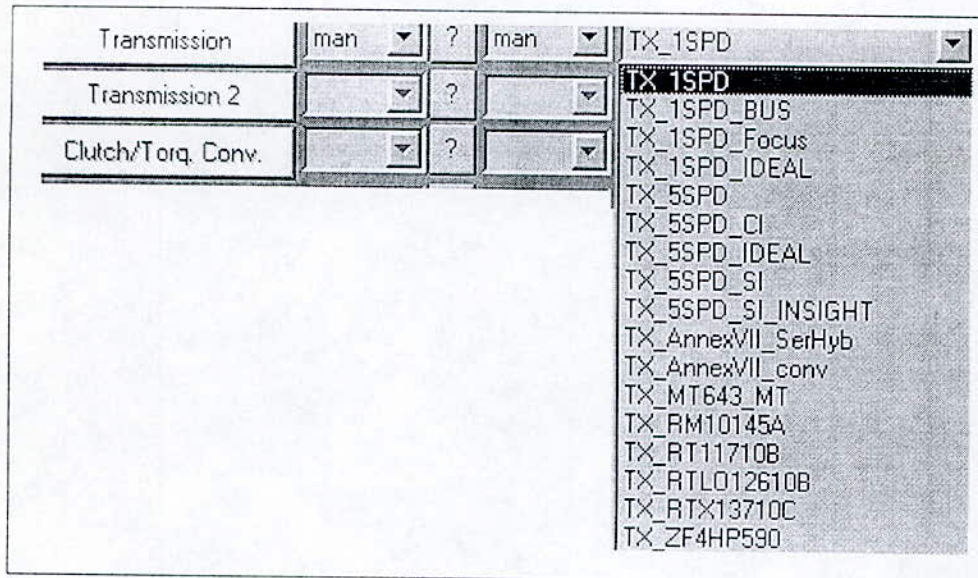 Transmission man ? man TX_1SPD
Transmission 2 ?
Clutch/Torq. Conv. ?
TX_1SPD
TX_1SPD_BUS
TX_1SPD_Focus
TX_1SPD_IDEAL
TX_5SPD
TX_5SPD_CI
TX_5SPD_IDEAL
TX_5SPD_SI
TX_5SPD_SI_INSIGHT
TX_AnnexVII_SerHyb
TX_AnnexVII_conv
TX_MT643_MT
TX_RM10145A
TX_RT11710B
TX_RTLO12610B
TX_RTX13710C
TX_ZF4HP590